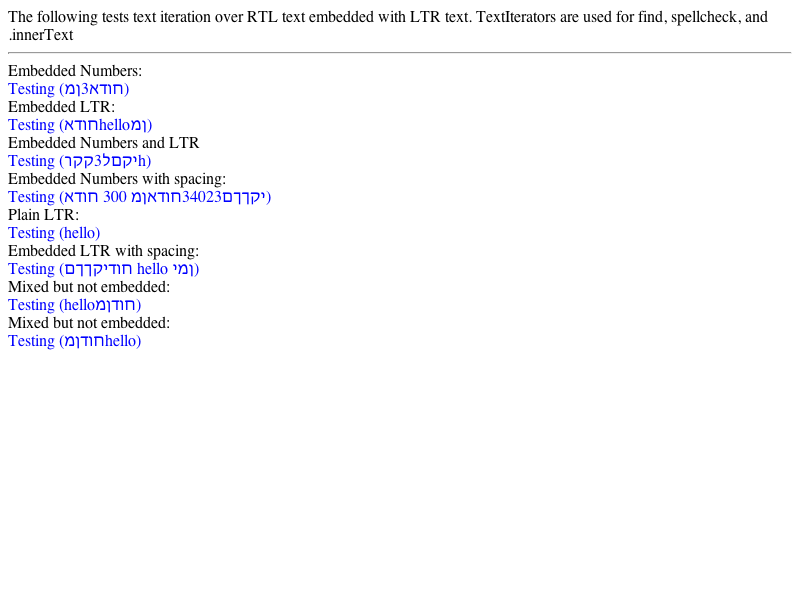 The following tests text iteration over RTL text embedded with LTR text. TextIterators are used for find, spellcheck, and
.innerText
Embedded Numbers:
Testing (חודא3ןמ)
Embedded LTR:
Testing (חודאhelloןמ)
Embedded Numbers and LTR
Testing (יקםל3קקרh)
Embedded Numbers with spacing:
Testing (יקךךם34023חודאןמ 300 חודא)
Plain LTR:
Testing (hello)
Embedded LTR with spacing:
Testing (חודיקךךם hello ןמי)
Mixed but not embedded:
Testing (helloחודןמ)
Mixed but not embedded:
Testing (חודןמhello)